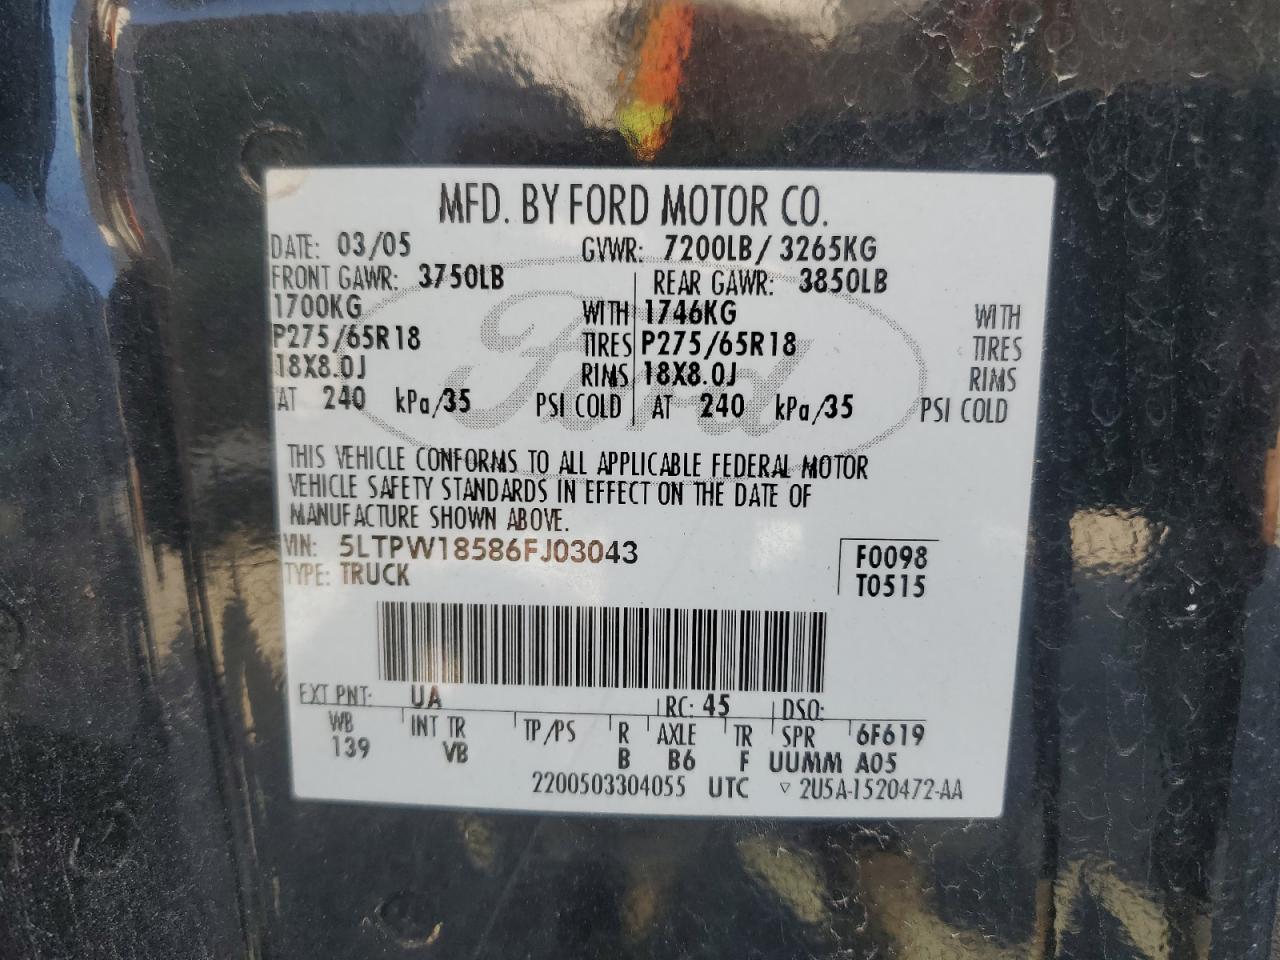 MFD. BY FORD MOTOR CO.
DATE: 03/05 GVWR: 7200LB/ 3265KG
FRONT GAWR: 3750LB REAR GAWR: 3850LB
1700KG WITH 1746KG WITH
P275/65R18 TIRES P275/65R18 TIRES
18X8.0J RIMS 18X8.0J RIMS
AT 240 kPa/35 PSI COLD AT 240 kPa/35 PSI COLD
Ford
THIS VEHICLE CONFORMS TO ALL APPLICABLE FEDERAL MOTOR
VEHICLE SAFETY STANDARDS IN EFFECT ON THE DATE OF
MANUFACTURE SHOWN ABOVE.
VIN: 5LTPW18586FJ03043 F0098
TYPE: TRUCK T0515
EXT PNT: UA RC: 45 DSO:
WB INT TR TP/PS R AXLE TR SPR 6F619
139 VB B B6 F UUMM A05
2200503304055 UTC ▽ 2U5A-1520472-AA